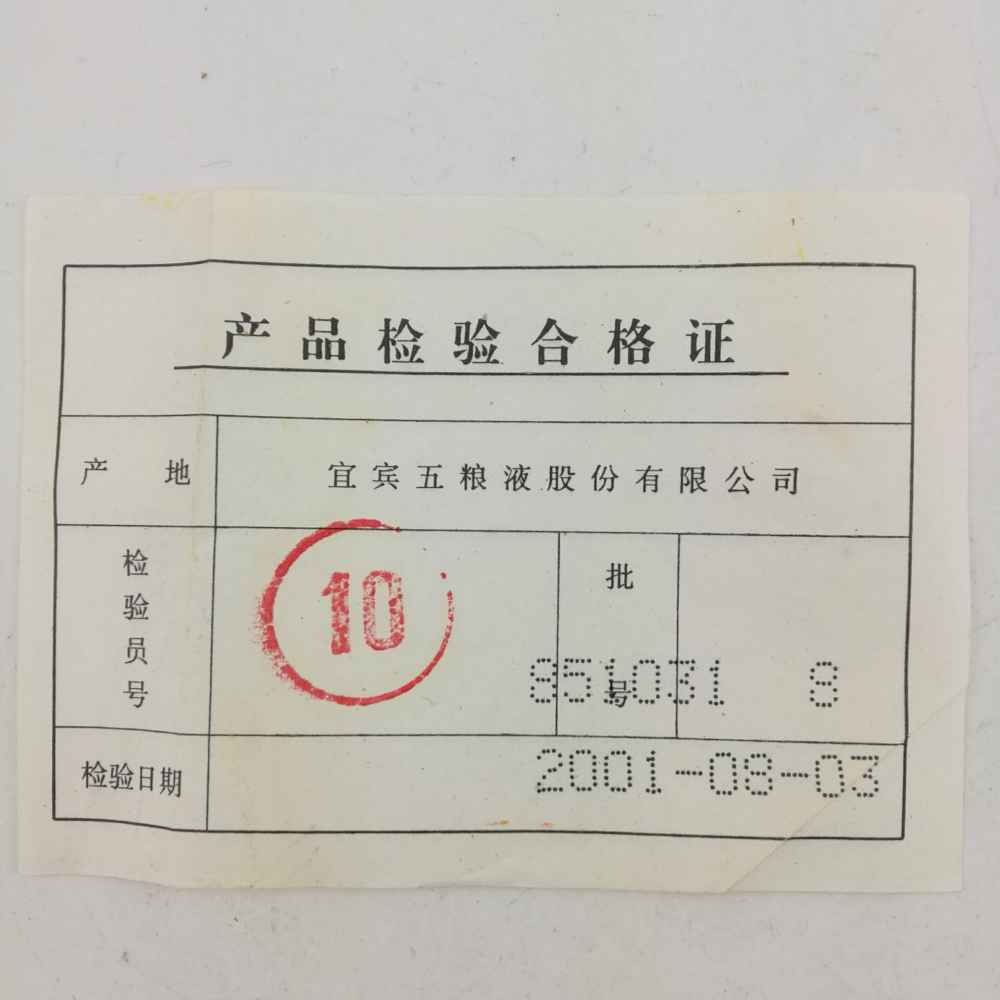 产品检验合格证
产地 宜宾五粮液股份有限公司
检验员号 10 批号
851031 8
检验日期 2001-08-03